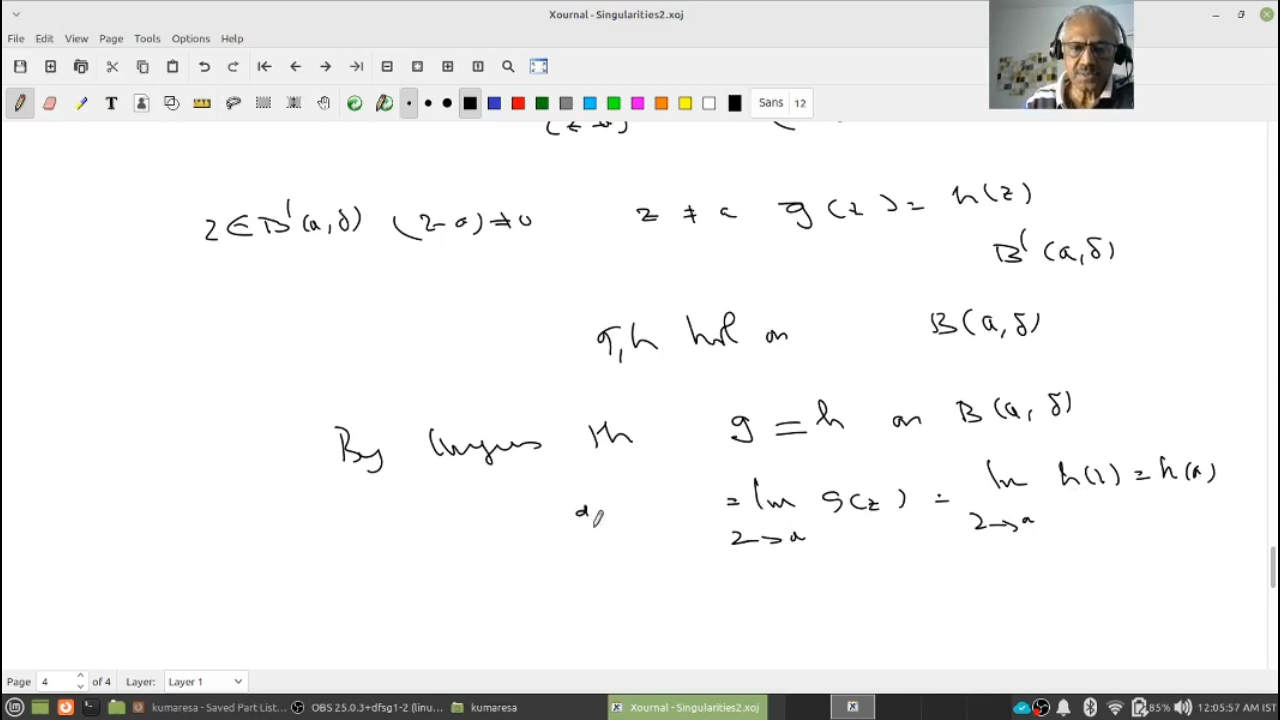 Xournal - Singularities2.xoj
File Edit View Page Tools Options Help
Sans 12
z ∈ B'(a,δ) (z-a) ≠ 0 z ≠ a g(z) = h(z)
B'(a,δ)
g,h hol on B(a,δ)
By th g = h on B(a,δ)
= lim g(z) = lim h(z) = h(a)
z→a z→a
Page 4 of 4 Layer: Layer 1
kumaresa - Saved Part List... OBS 25.0.3+dfsg1-2 (linu... kumaresa Xournal - Singularities2.xoj 85% 12:05:57 AM IST